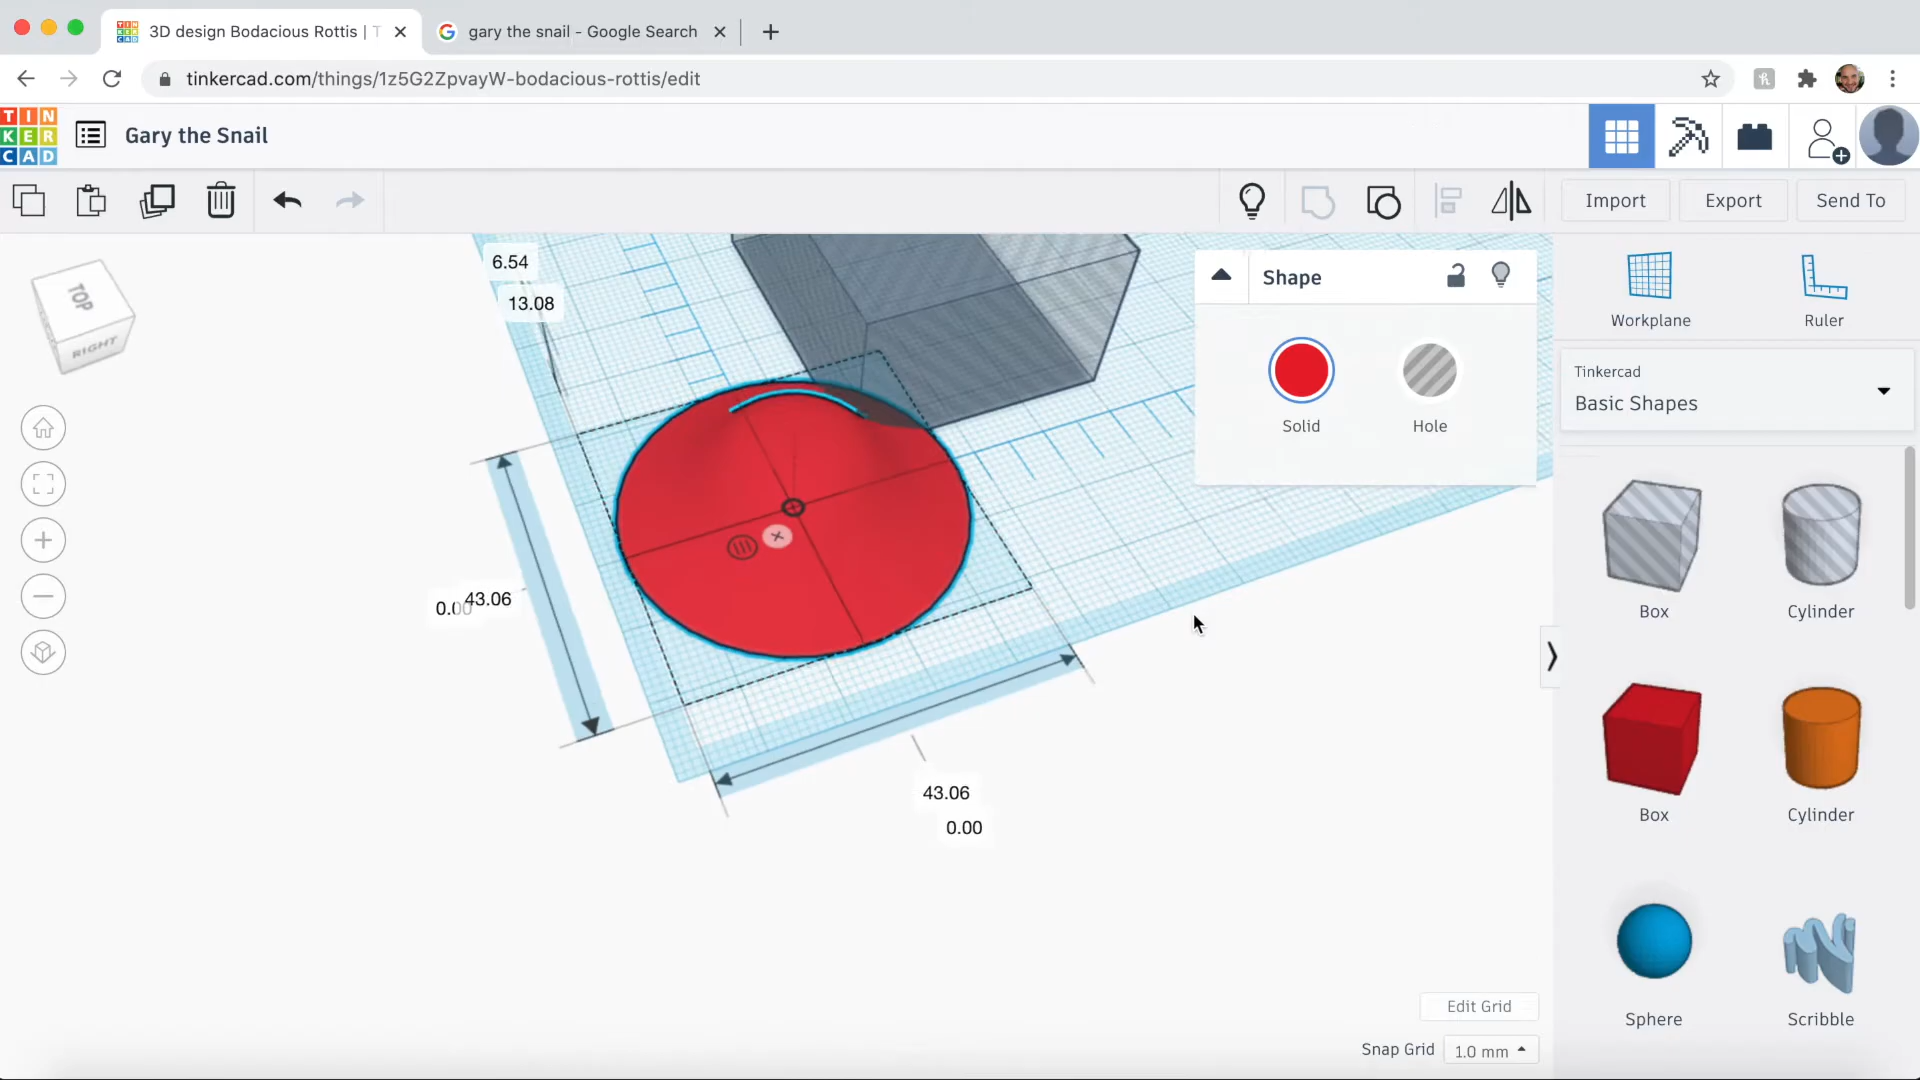 3D design Bodacious Rottis | T
gary the snail - Google Search
tinkercad.com/things/1z5G2ZpvayW-bodacious-rottis/edit
TIN
KER
CAD
Gary the Snail
Import
Export
Send To
TOP
RIGHT
6.54
13.08
Shape
Solid
Hole
Workplane
Ruler
Tinkercad
Basic Shapes
0.00
43.06
43.06
0.00
Box
Cylinder
Box
Cylinder
Sphere
Scribble
Edit Grid
Snap Grid
1.0 mm